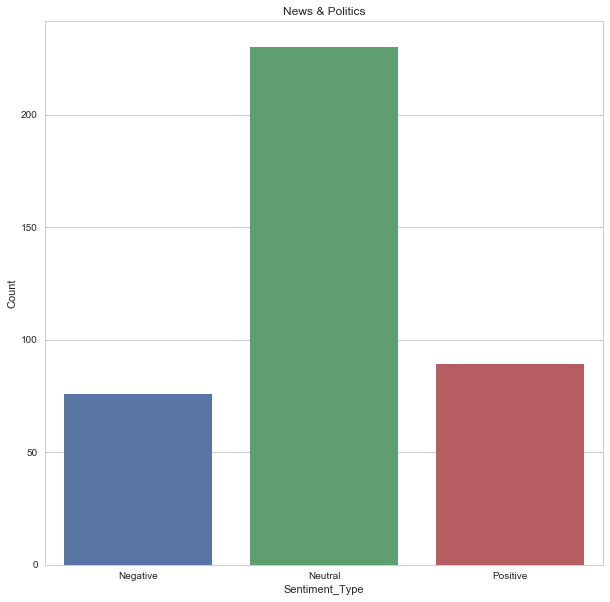 News & Politics
Count
200
150
100
50
0
Negative Neutral Positive
Sentiment_Type